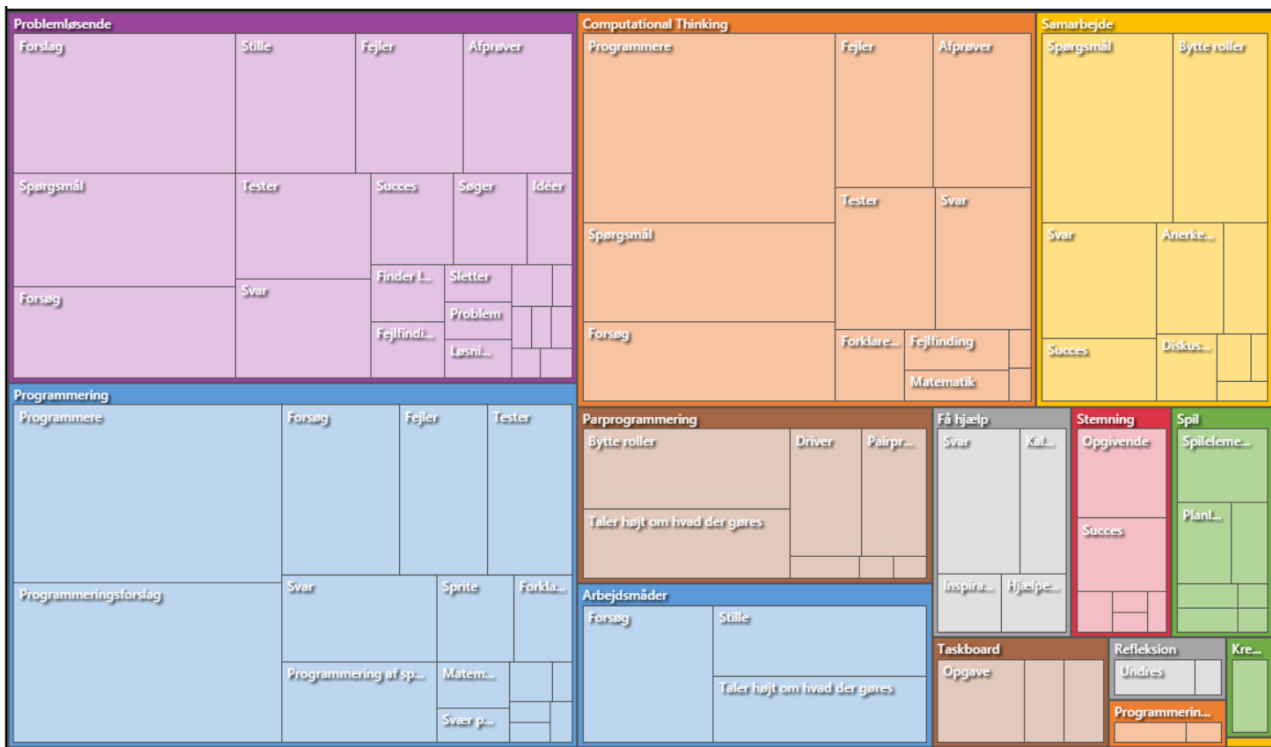 Problemløsende
Forslag
Stille
Fejler
Afprøver
Spørgsmål
Tester
Succes
Søger
Idéer
Forsøg
Svar
Finder l...
Sletter
Problem
Fejlfindi...
Løsni...
Computational Thinking
Programmere
Fejler
Afprøver
Spørgsmål
Tester
Svar
Forsøg
Forklare...
Fejlfinding
Matematik
Samarbejde
Spørgsmål
Bytte roller
Svar
Anerke...
Succes
Diskus...
Programmering
Programmere
Forsøg
Fejler
Tester
Programmeringsforslag
Svar
Sprite
Forkla...
Programmering af sp...
Matem...
Svær p...
Parprogrammering
Bytte roller
Driver
Pairpr...
Taler højt om hvad der gøres
Arbejdsmåder
Forsøg
Stille
Taler højt om hvad der gøres
Få hjælp
Svar
Kal...
Inspira...
Hjælpe...
Stemning
Opgivende
Succes
Spil
Spileleme...
Planl...
Taskboard
Opgave
Refleksion
Undres
Kre...
Programmerin...